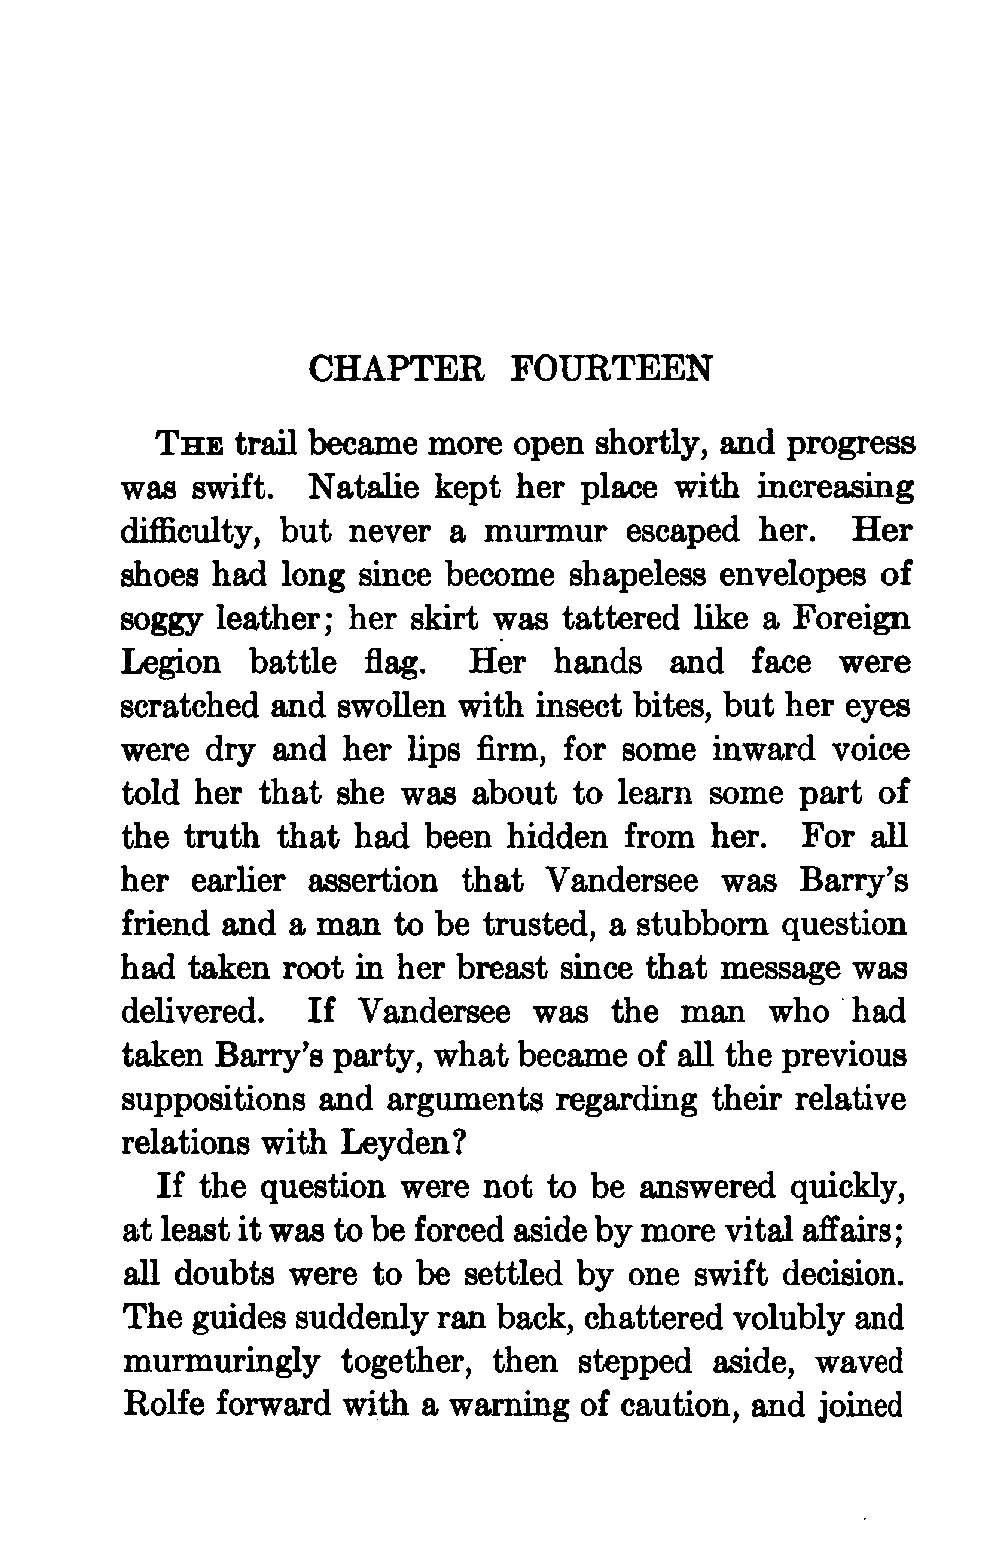 CHAPTER FOURTEEN
THE trail became more open shortly, and progress
was swift. Natalie kept her place with increasing
difficulty, but never a murmur escaped her. Her
shoes had long since become shapeless envelopes of
soggy leather; her skirt was tattered like a Foreign
Legion battle flag. Her hands and face were
scratched and swollen with insect bites, but her eyes
were dry and her lips firm, for some inward voice
told her that she was about to learn some part of
the truth that had been hidden from her. For all
her earlier assertion that Vandersee was Barry's
friend and a man to be trusted, a stubborn question
had taken root in her breast since that message was
delivered. If Vandersee was the man who had
taken Barry's party, what became of all the previous
suppositions and arguments regarding their relative
relations with Leyden?
If the question were not to be answered quickly,
at least it was to be forced aside by more vital affairs;
all doubts were to be settled by one swift decision.
The guides suddenly ran back, chattered volubly and
murmuringly together, then stepped aside, waved
Rolfe forward with a warning of caution, and joined